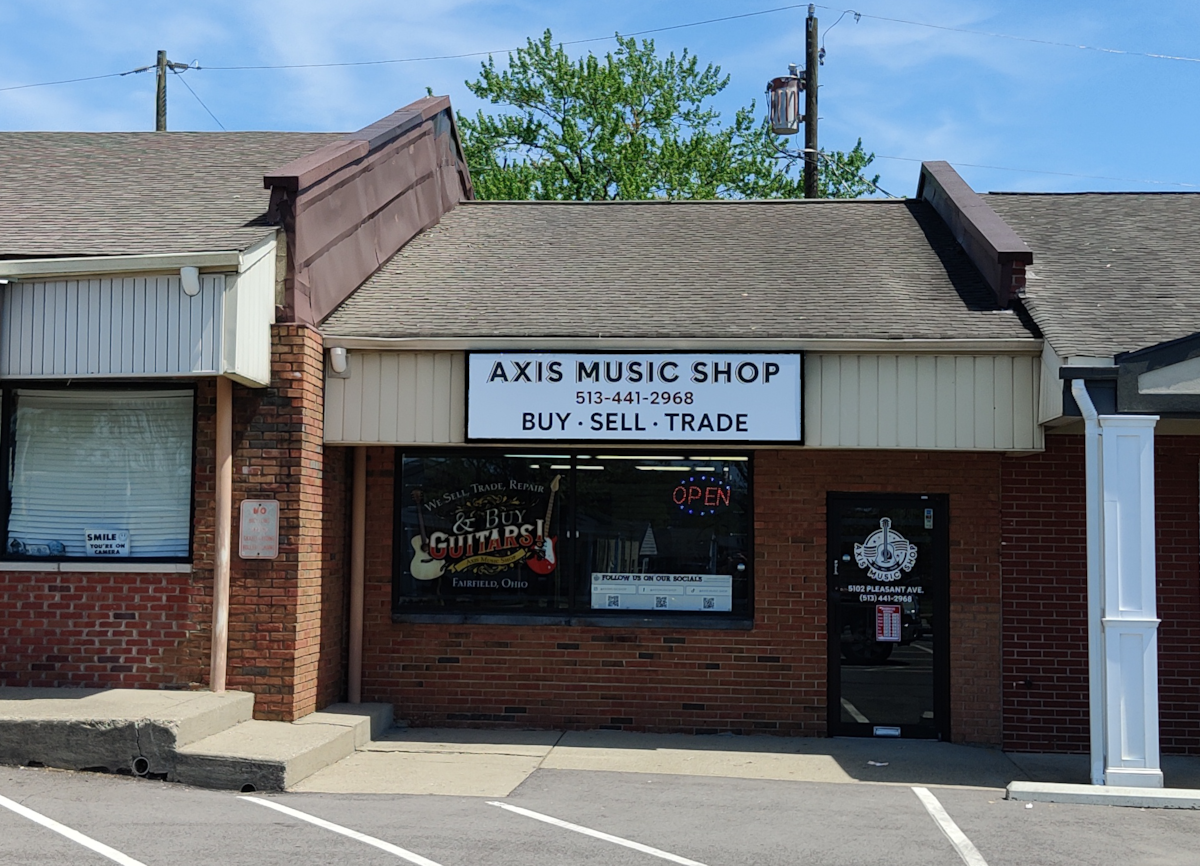 AXIS MUSIC SHOP
513-441-2968
BUY · SELL · TRADE
WE SELL, TRADE, REPAIR
& BUY
GUITARS!
FAIRFIELD, OHIO
OPEN
FOLLOW US ON OUR SOCIALS
AXIS MUSIC SHOP
5102 PLEASANT AVE.
(513) 441-2968
SMILE
YOU'RE ON
CAMERA
NO